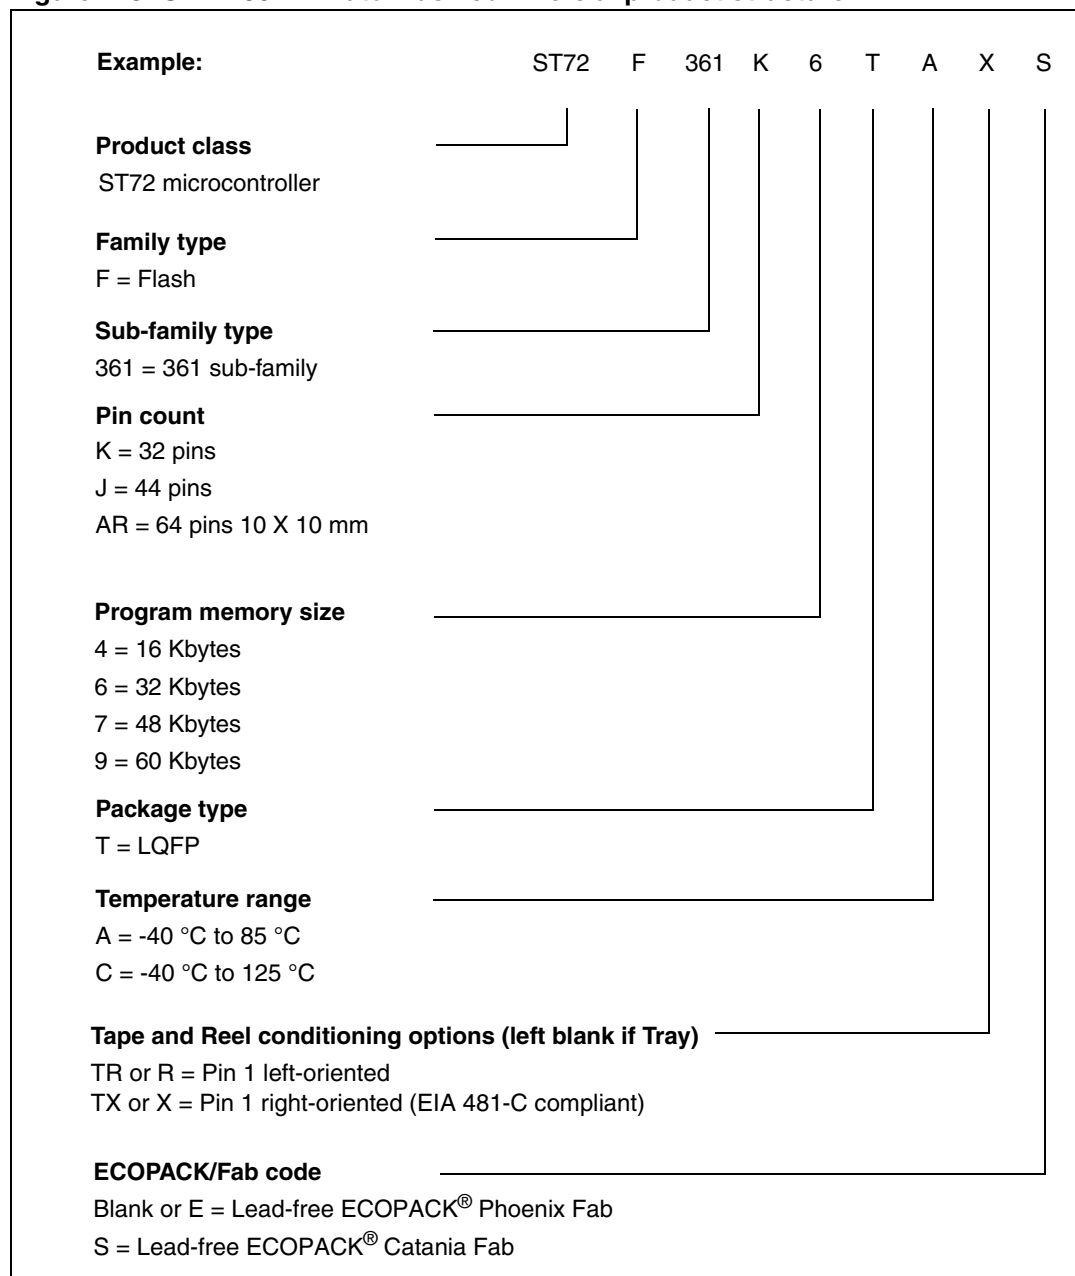 Example: ST72 F 361 K 6 T A X S
Product class
ST72 microcontroller
Family type
F = Flash
Sub-family type
361 = 361 sub-family
Pin count
K = 32 pins
J = 44 pins
AR = 64 pins 10 X 10 mm
Program memory size
4 = 16 Kbytes
6 = 32 Kbytes
7 = 48 Kbytes
9 = 60 Kbytes
Package type
T = LQFP
Temperature range
A = -40 °C to 85 °C
C = -40 °C to 125 °C
Tape and Reel conditioning options (left blank if Tray)
TR or R = Pin 1 left-oriented
TX or X = Pin 1 right-oriented (EIA 481-C compliant)
ECOPACK/Fab code
Blank or E = Lead-free ECOPACK® Phoenix Fab
S = Lead-free ECOPACK® Catania Fab